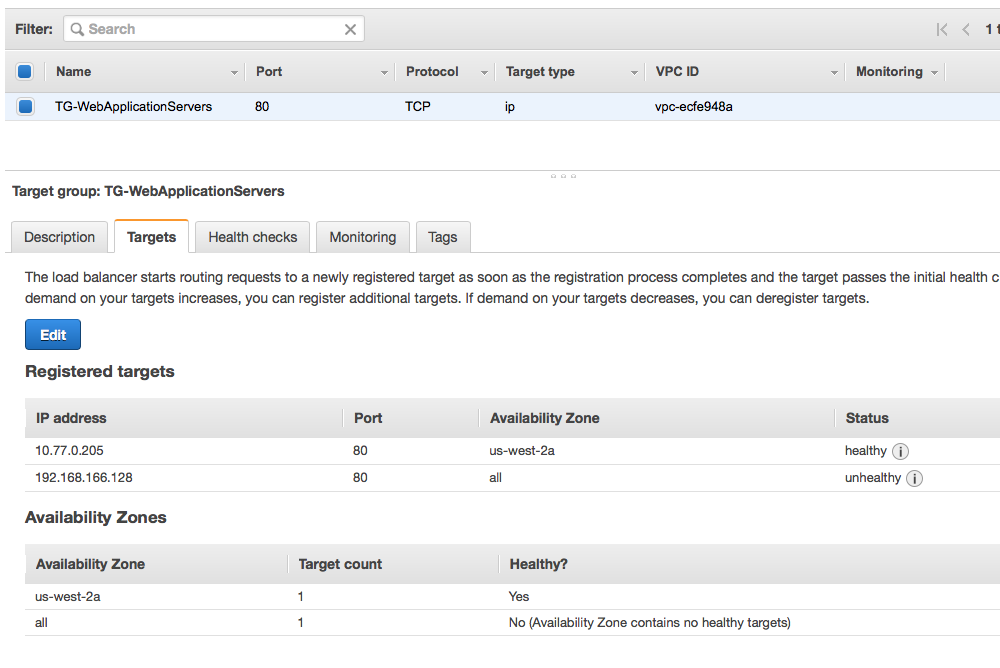 Filter: Search 1
Name Port Protocol Target type VPC ID Monitoring
TG-WebApplicationServers 80 TCP ip vpc-ecfe948a
Target group: TG-WebApplicationServers
Description Targets Health checks Monitoring Tags
The load balancer starts routing requests to a newly registered target as soon as the registration process completes and the target passes the initial health
demand on your targets increases, you can register additional targets. If demand on your targets decreases, you can deregister targets.
Edit
Registered targets
IP address Port Availability Zone Status
10.77.0.205 80 us-west-2a healthy i
192.168.166.128 80 all unhealthy i
Availability Zones
Availability Zone Target count Healthy?
us-west-2a 1 Yes
all 1 No (Availability Zone contains no healthy targets)